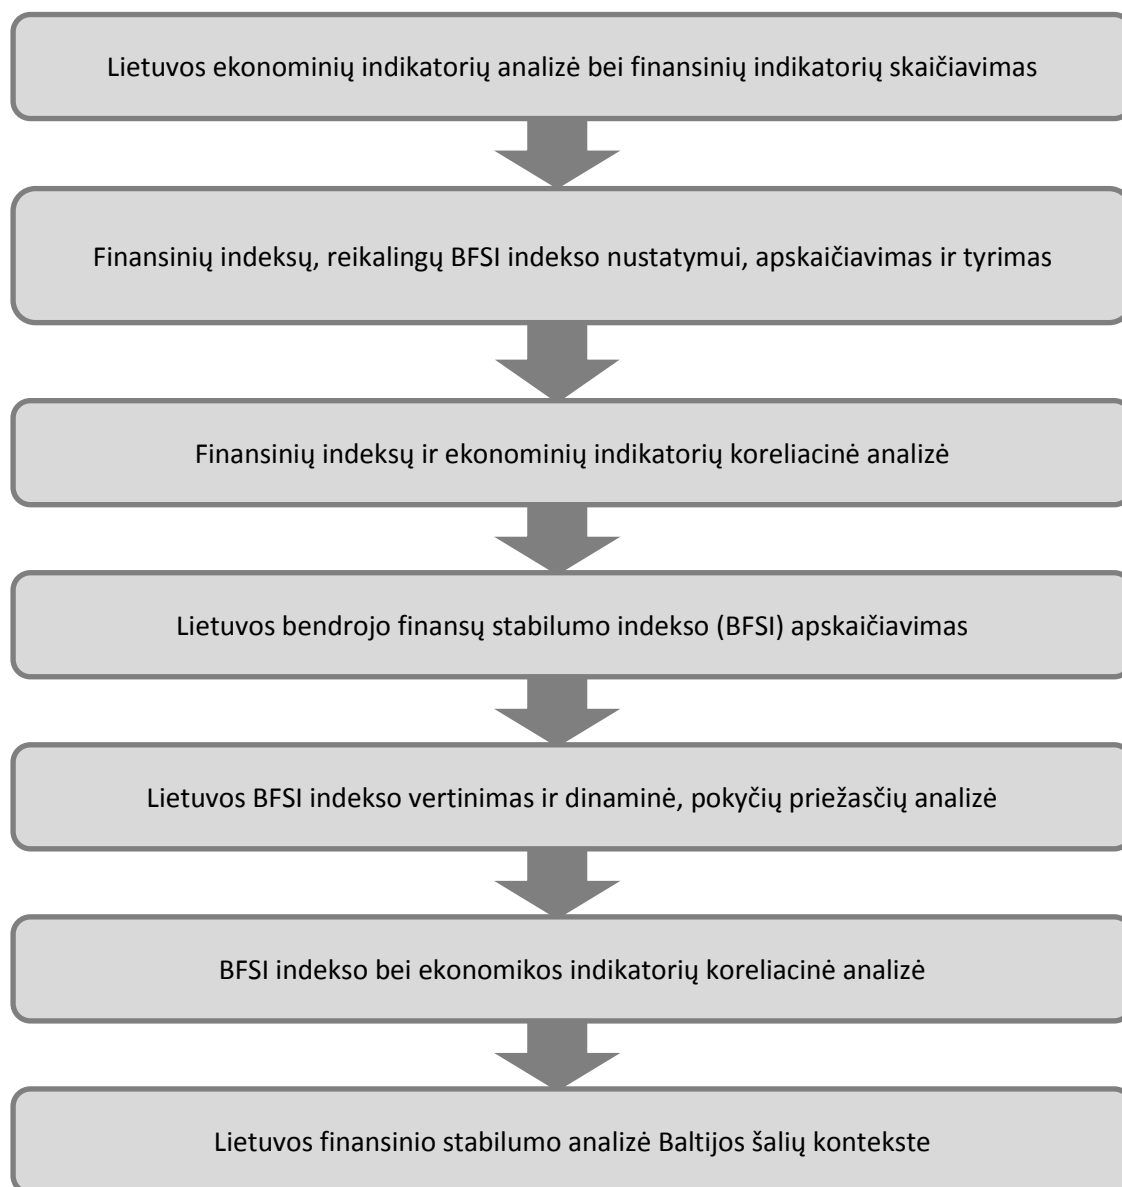 Lietuvos ekonominių indikatorių analizė bei finansinių indikatorių skaičiavimas
Finansinių indeksų, reikalingų BFSI indekso nustatymui, apskaičiavimas ir tyrimas
Finansinių indeksų ir ekonominių indikatorių koreliacinė analizė
Lietuvos bendrojo finansų stabilumo indekso (BFSI) apskaičiavimas
Lietuvos BFSI indekso vertinimas ir dinaminė, pokyčių priežasčių analizė
BFSI indekso bei ekonomikos indikatorių koreliacinė analizė
Lietuvos finansinio stabilumo analizė Baltijos šalių kontekste